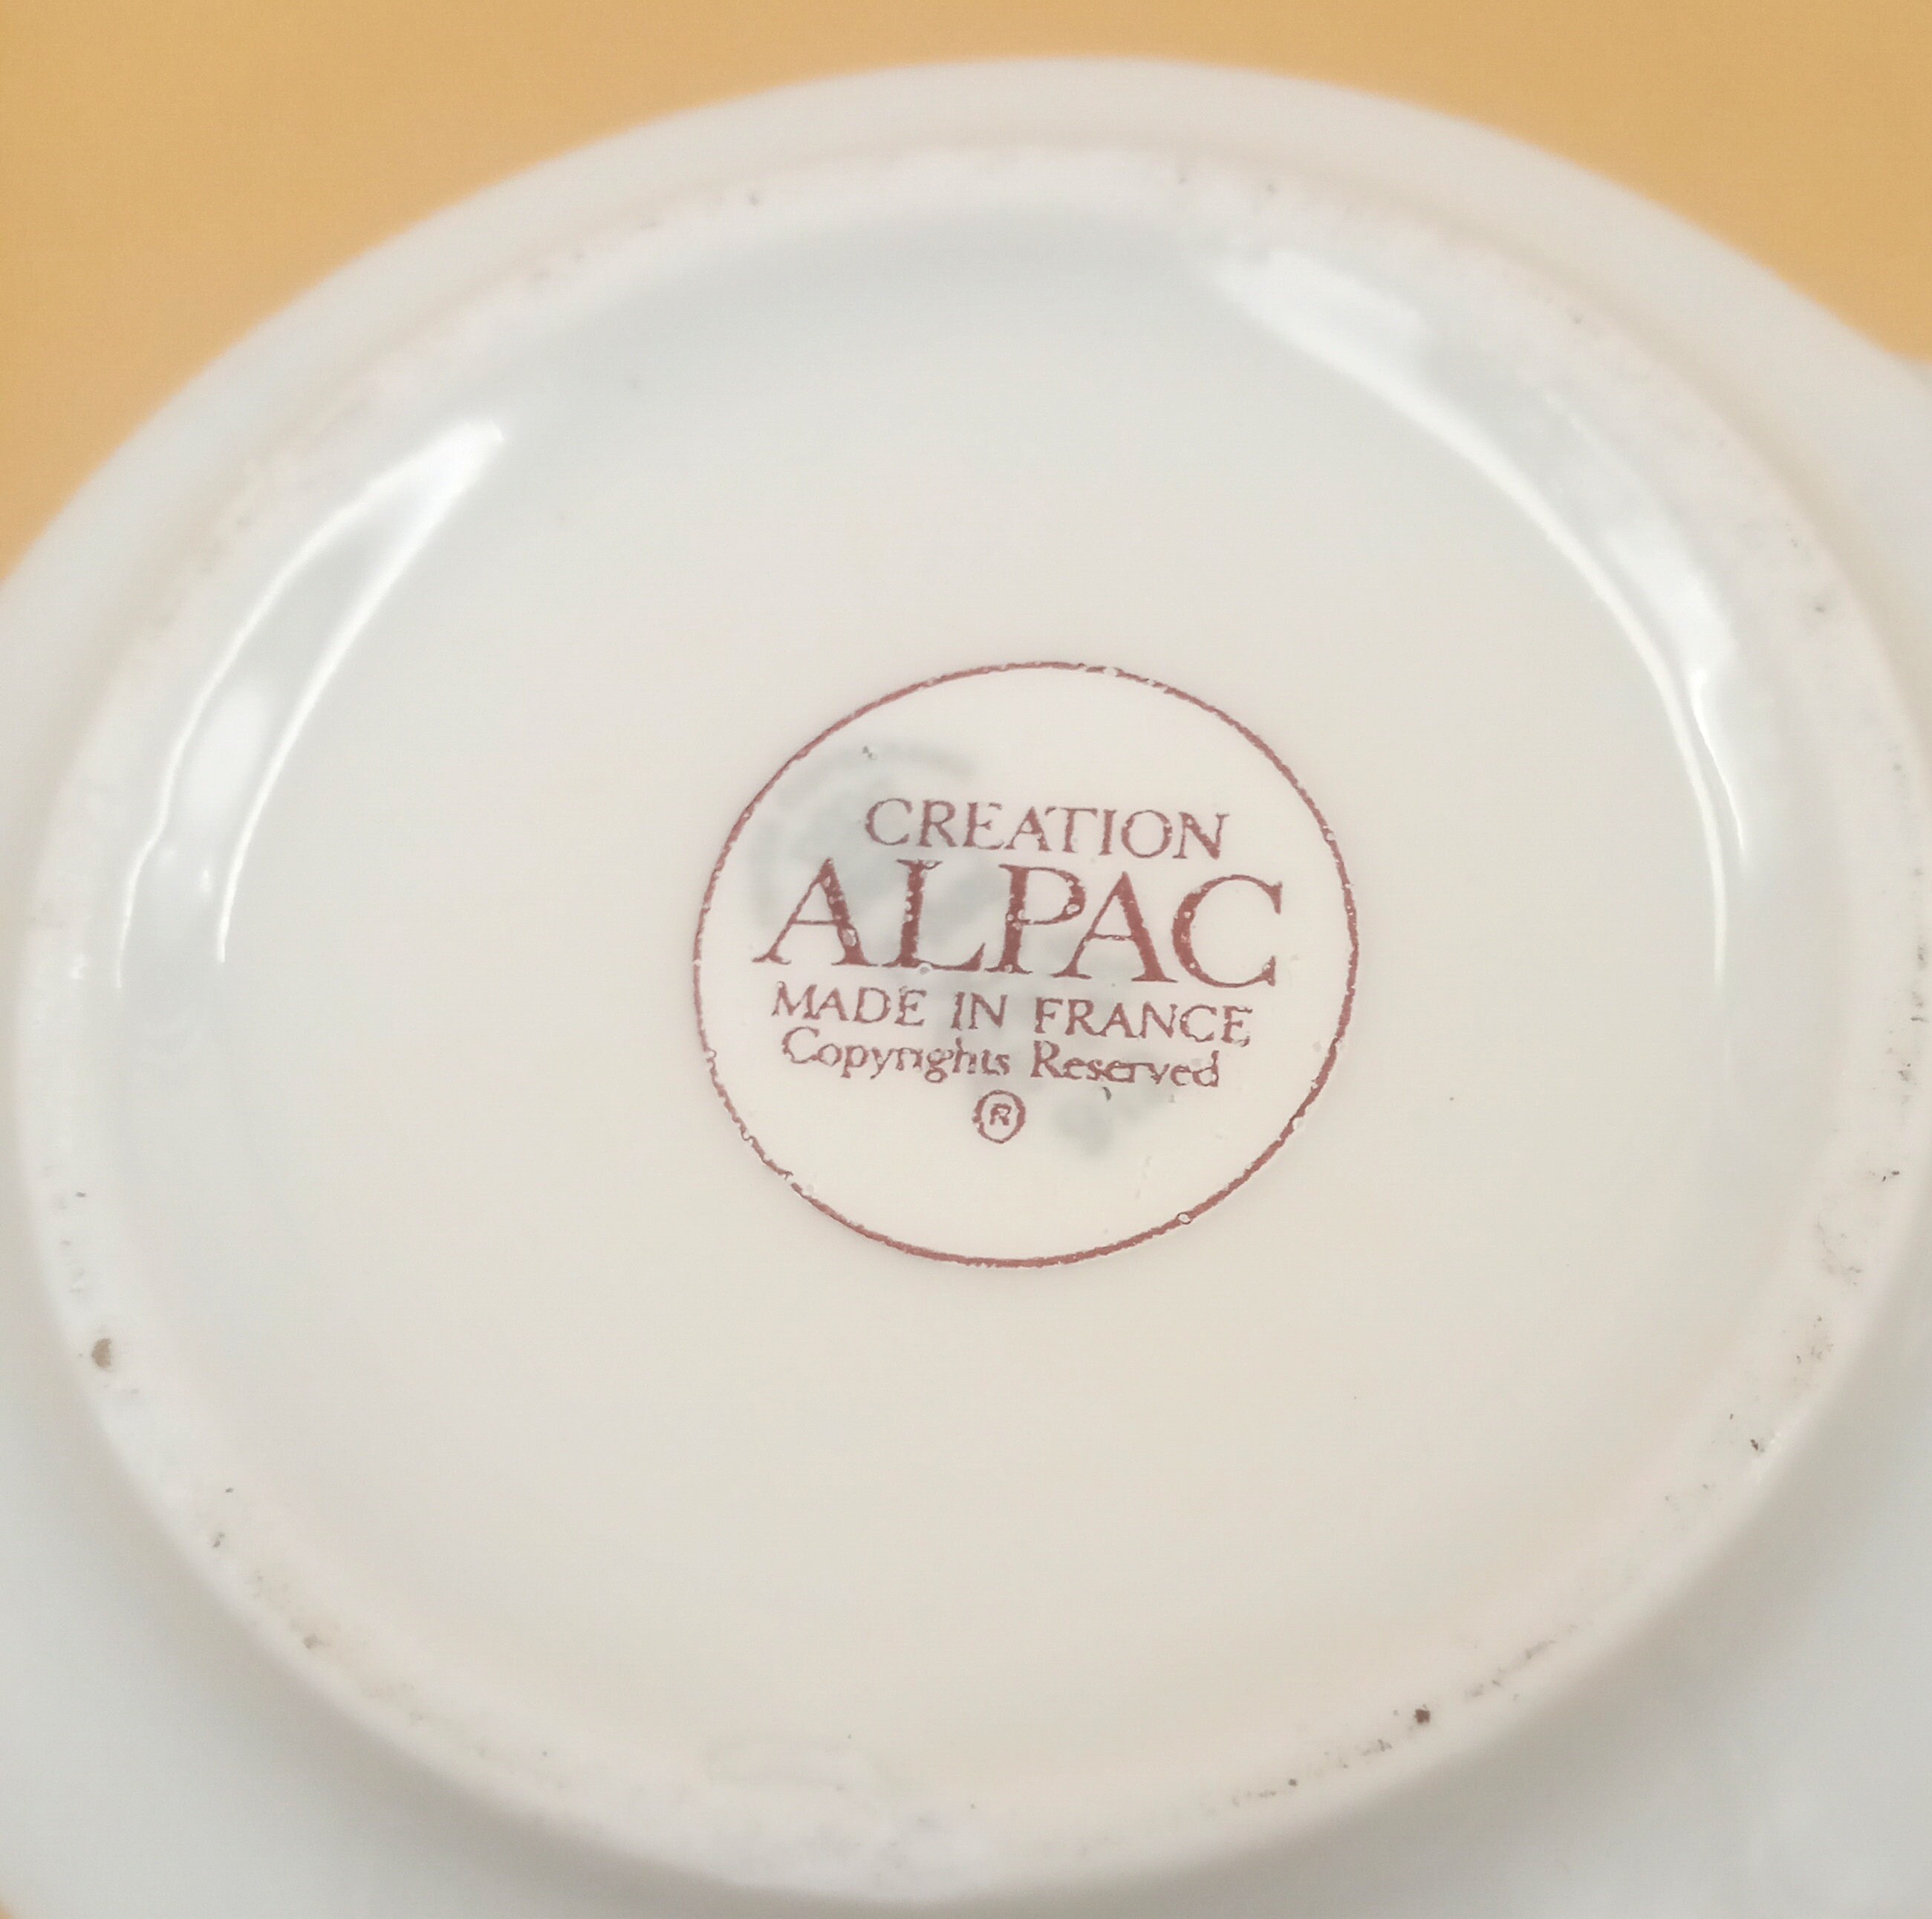 CREATION
ALPAC
MADE IN FRANCE
Copyrights Reserved
®